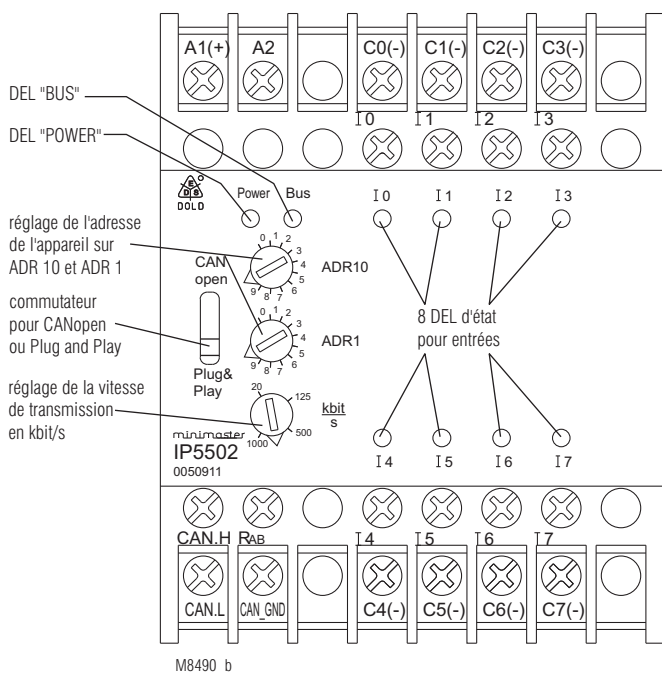 A1(+) A2 C0(-) C1(-) C2(-) C3(-)
I0 I1 I2 I3
DEL "BUS"
DEL "POWER"
E D S
DOLD
Power Bus
I0 I1 I2 I3
réglage de l'adresse
de l'appareil sur
ADR 10 et ADR 1
CAN
open
0 1 2 3 4 5 6 7 8 9
ADR10
commutateur
pour CANopen
ou Plug and Play
0 1 2 3 4 5 6 7 8 9
ADR1
8 DEL d'état
pour entrées
Plug&
Play
réglage de la vitesse
de transmission
en kbit/s
20 125 500 1000
kbit
s
minimaster
IP5502
0050911
I4 I5 I6 I7
CAN.H RAB I4 I5 I6 I7
CAN.L CAN_GND C4(-) C5(-) C6(-) C7(-)
M8490_b